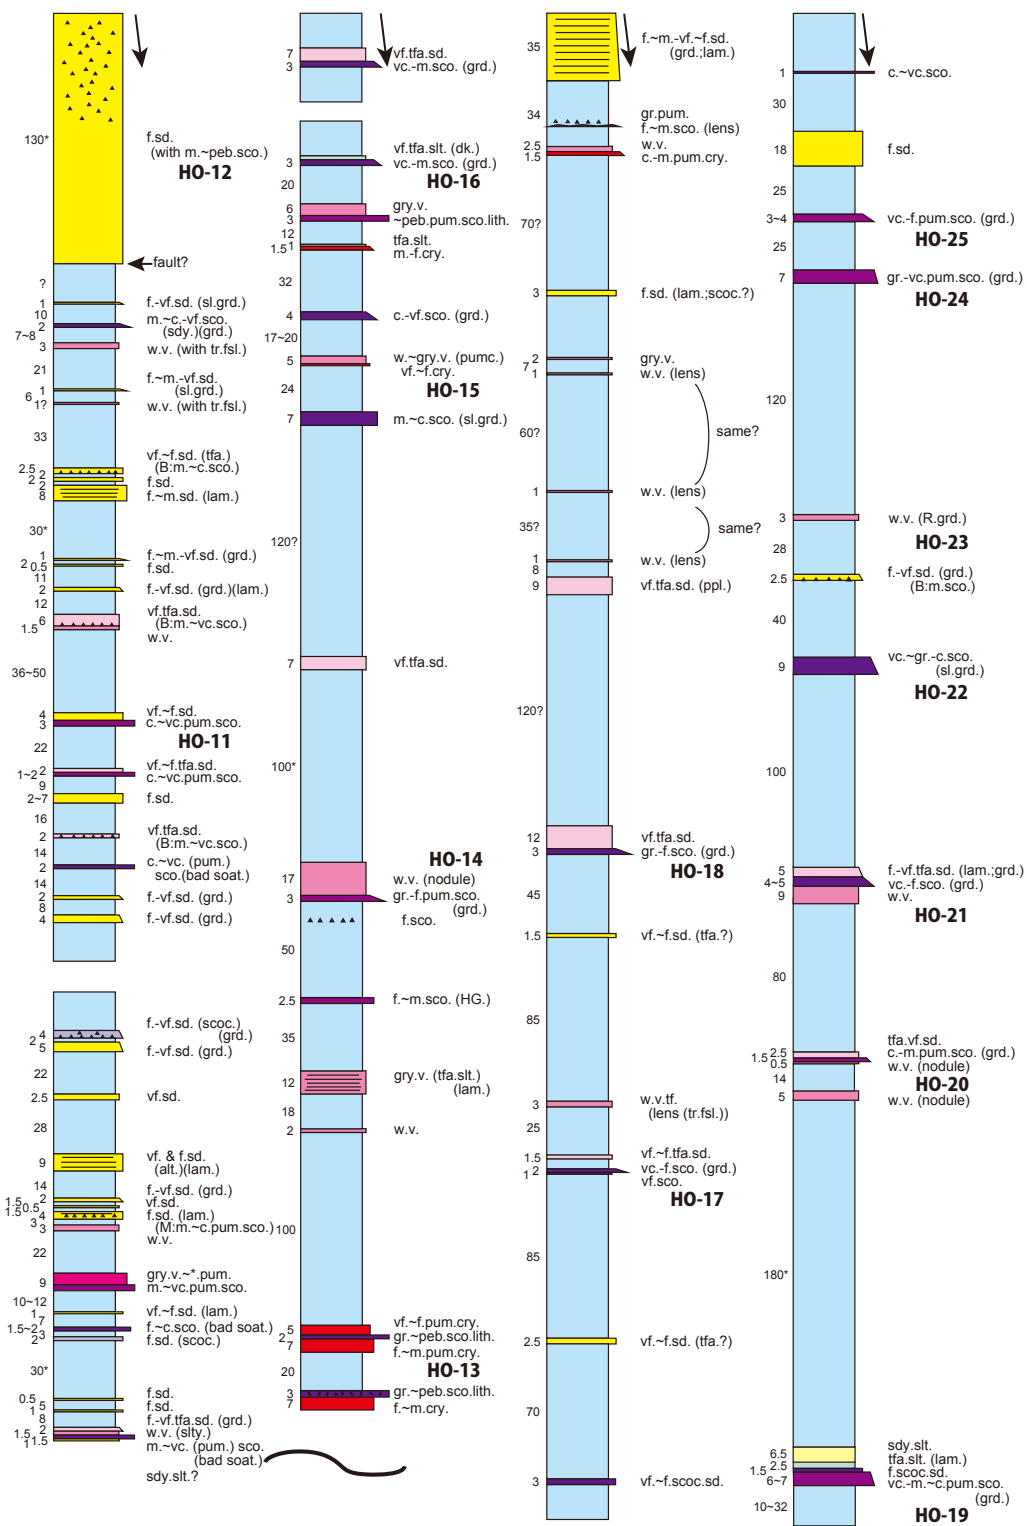 130*
f.sd.
(with m.~peb.sco.)
HO-12
fault?
?
1
f.-vf.sd. (sl.grd.)
10
2
m.~c.-vf.sco.
(sdy.)(grd.)
7~8
3
w.v. (with tr.fsl.)
21
1
f.~m.-vf.sd.
(sl.grd.)
6
1?
w.v. (with tr.fsl.)
33
2.5
vf.~f.sd. (tfa.)
(B:m.~c.sco.)
2
2 2
f.sd.
2
8
f.~m.sd. (lam.)
30*
1
f.~m.-vf.sd. (grd.)
2 0.5
f.sd.
11
2
f.-vf.sd. (grd.)(lam.)
12
6
vf.tfa.sd.
(B:m.~vc.sco.)
1.5
w.v.
36~50
4
vf.~f.sd.
3
c.~vc.pum.sco.
HO-11
22
2
vf.~f.tfa.sd.
1~2
c.~vc.pum.sco.
9
2~7
f.sd.
16
2
vf.tfa.sd.
(B:m.~vc.sco.)
14
2
c.~vc. (pum.)
sco.(bad soat.)
14
2
f.-vf.sd. (grd.)
8
4
f.-vf.sd. (grd.)
4
f.-vf.sd. (scoc.)
(grd.)
2
5
f.-vf.sd. (grd.)
22
2.5
vf.sd.
28
9
vf. & f.sd.
(alt.)(lam.)
14
2
f.-vf.sd. (grd.)
1.5
0.5
vf.sd.
1.5
4
f.sd. (lam.)
(M:m.~c.pum.sco.)
3
3
w.v.
22
9
gry.v.~*.pum.
m.~vc.pum.sco.
10~12
1
vf.~f.sd. (lam.)
7
1.5~2
f.~c.sco. (bad soat.)
2
3
f.sd. (scoc.)
30*
0.5
f.sd.
5
1
f.sd.
8
f.-vf.tfa.sd. (grd.)
2
w.v. (slty.)
1.5
1
1.5
m.~vc. (pum.) sco.
(bad soat.)
sdy.slt.?
7
vf.tfa.sd.
3
vc.-m.sco. (grd.)
vf.tfa.slt. (dk.)
3
vc.-m.sco. (grd.)
HO-16
20
6
gry.v.
3
~peb.pum.sco.lith.
12
1
tfa.slt.
1.5
m.-f.cry.
32
4
c.-vf.sco. (grd.)
17~20
5
w.~gry.v. (pumc.)
vf.~f.cry.
HO-15
24
7
m.~c.sco. (sl.grd.)
120?
7
vf.tfa.sd.
100*
HO-14
17
w.v. (nodule)
3
gr.-f.pum.sco.
(grd.)
f.sco.
50
2.5
f.~m.sco. (HG.)
35
12
gry.v. (tfa.slt.)
(lam.)
18
2
w.v.
100
5
vf.~f.pum.cry.
2
gr.~peb.sco.lith.
7
f.~m.pum.cry.
HO-13
20
3
gr.~peb.sco.lith.
7
f.~m.cry.
35
f.~m.-vf.~f.sd.
(grd.;lam.)
34
gr.pum.
f.~m.sco. (lens)
2.5
w.v.
1.5
c.-m.pum.cry.
70?
3
f.sd. (lam.;scoc.?)
2
gry.v.
7
1
w.v. (lens)
60?
same?
1
w.v. (lens)
35?
same?
1
w.v. (lens)
8
9
vf.tfa.sd. (ppl.)
120?
12
vf.tfa.sd.
3
gr.-f.sco. (grd.)
HO-18
45
1.5
vf.~f.sd. (tfa.?)
85
3
w.v.tf.
(lens (tr.fsl.))
25
1.5
vf.~f.tfa.sd.
2
vc.-f.sco. (grd.)
1
vf.sco.
HO-17
85
2.5
vf.~f.sd. (tfa.?)
70
3
vf.~f.scoc.sd.
1
c.~vc.sco.
30
18
f.sd.
25
3~4
vc.-f.pum.sco. (grd.)
HO-25
25
7
gr.-vc.pum.sco. (grd.)
HO-24
120
3
w.v. (R.grd.)
HO-23
28
2.5
f.-vf.sd. (grd.)
(B:m.sco.)
40
9
vc.~gr.-c.sco.
(sl.grd.)
HO-22
100
5
f.-vf.tfa.sd. (lam.;grd.)
4~5
vc.-f.sco. (grd.)
9
w.v.
HO-21
80
tfa.vf.sd.
2.5
c.-m.pum.sco. (grd.)
1.5
0.5
w.v. (nodule)
HO-20
14
5
w.v. (nodule)
180*
6.5
sdy.slt.
2.5
tfa.slt. (lam.)
1.5
f.scoc.sd.
6~7
vc.-m.~c.pum.sco.
(grd.)
10~32
HO-19